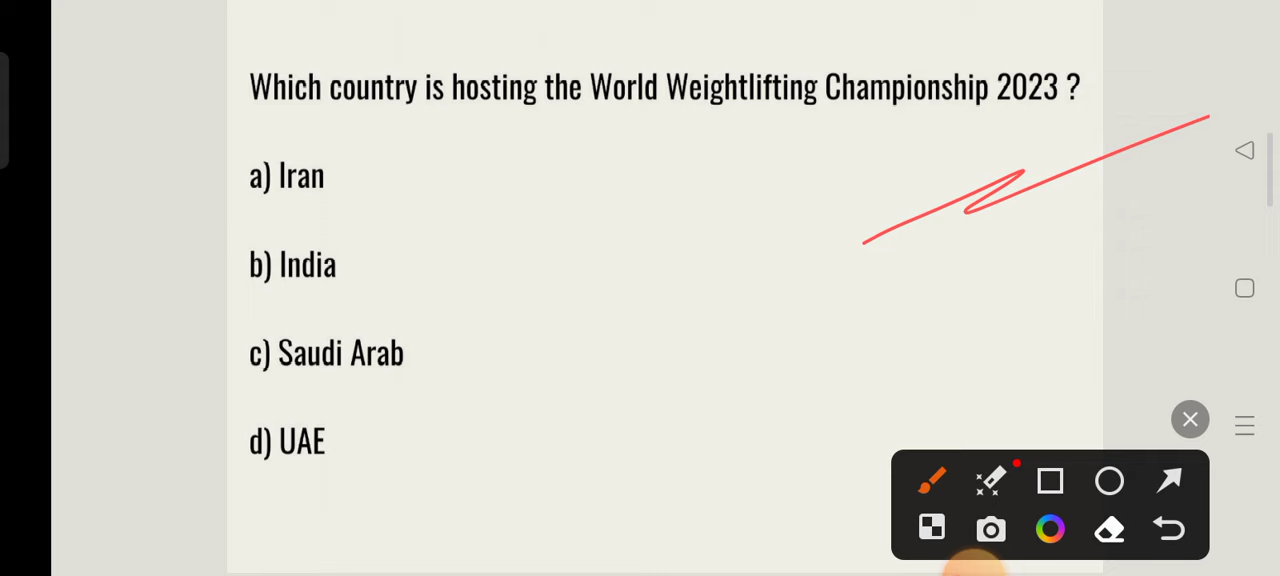 Which country is hosting the World Weightlifting Championship 2023 ?
a) Iran
b) India
c) Saudi Arab
d) UAE